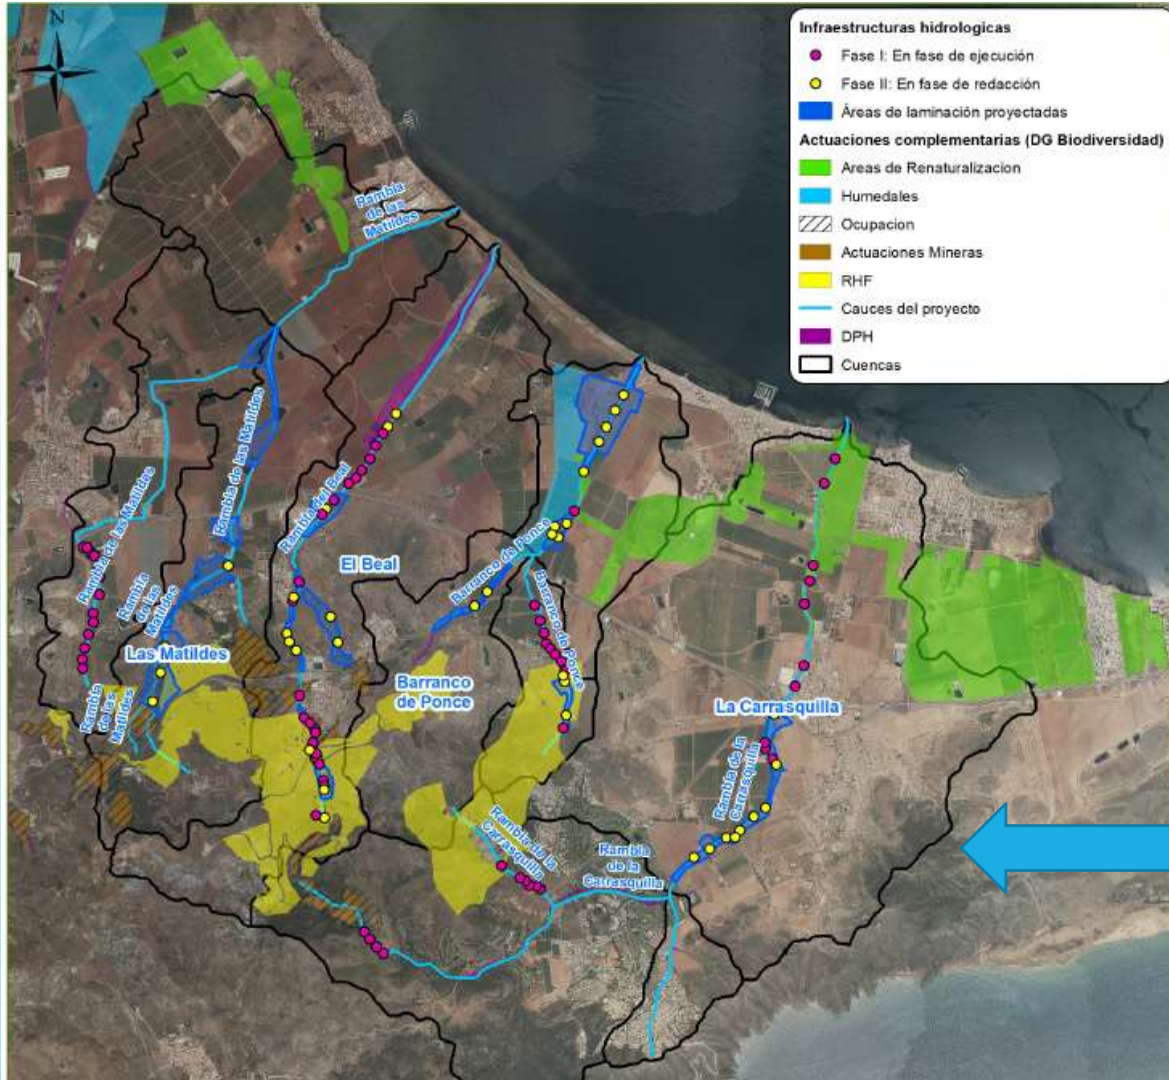 N
Infraestructuras hidrologicas
Fase I: En fase de ejecución
Fase II: En fase de redacción
Áreas de laminación proyectadas
Actuaciones complementarias (DG Biodiversidad)
Areas de Renaturalizacion
Humedales
Ocupacion
Actuaciones Mineras
RHF
Cauces del proyecto
DPH
Cuencas
Rambla
de las
Matildes
Rambla de las Matildes
Rambla de las Matildes
Rambla del Beal
El Beal
Barranco de Ponce
Barranco de Ponce
Rambla
de las
Matildes
Las Matildes
Rambla
de las
Matildes
Barranco
de Ponce
La Carrasquilla
Rambla de la
Carrasquilla
Rambla de la
Carrasquilla
Rambla
de la
Carrasquilla